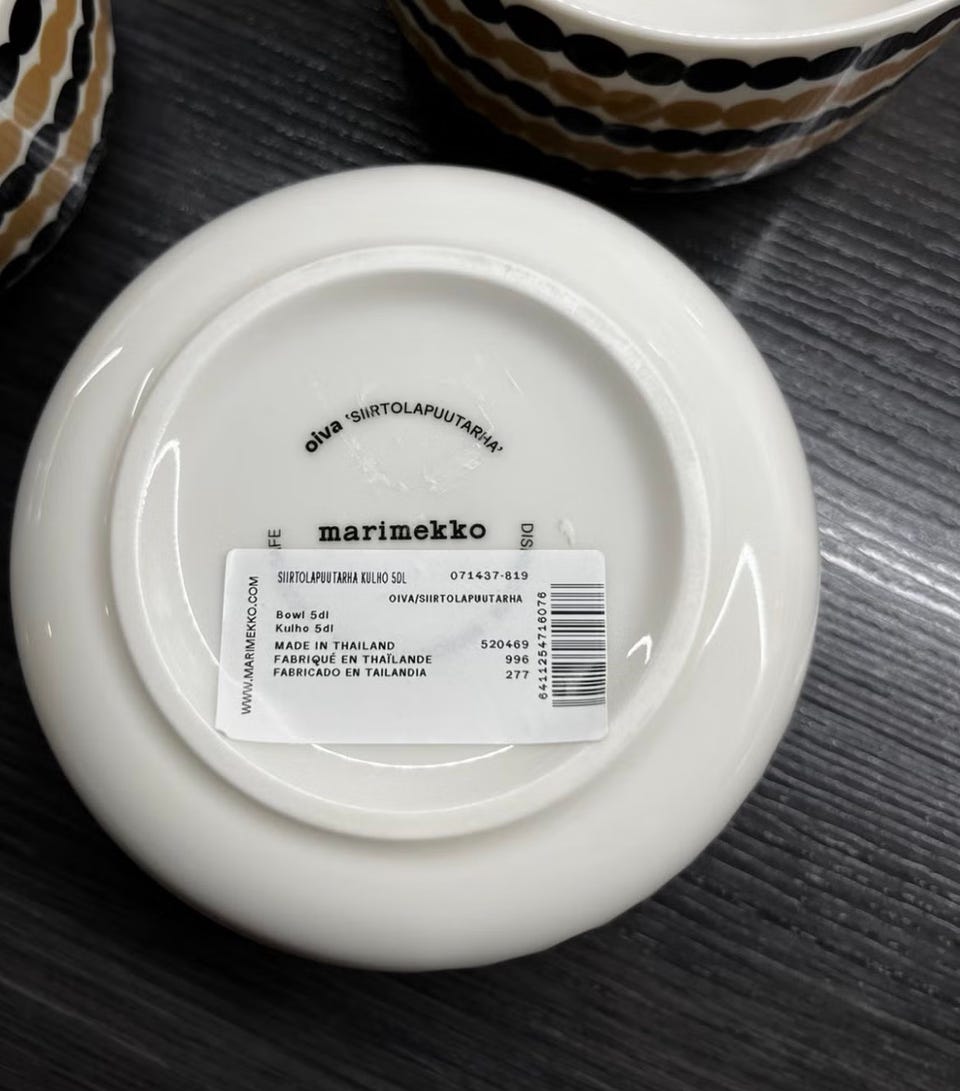 oiva 'SIIRTOLAPUUTARHA'
marimekko
SIIRTOLAPUUTARHA KULHO 5DL 071437-819
OIVA/SIIRTOLAPUUTARHA
Bowl 5dl
Kulho 5dl
MADE IN THAILAND 520469
FABRIQUÉ EN THAÏLANDE 996
FABRICADO EN TAILANDIA 277
WWW.MARIMEKKO.COM
6411254716076